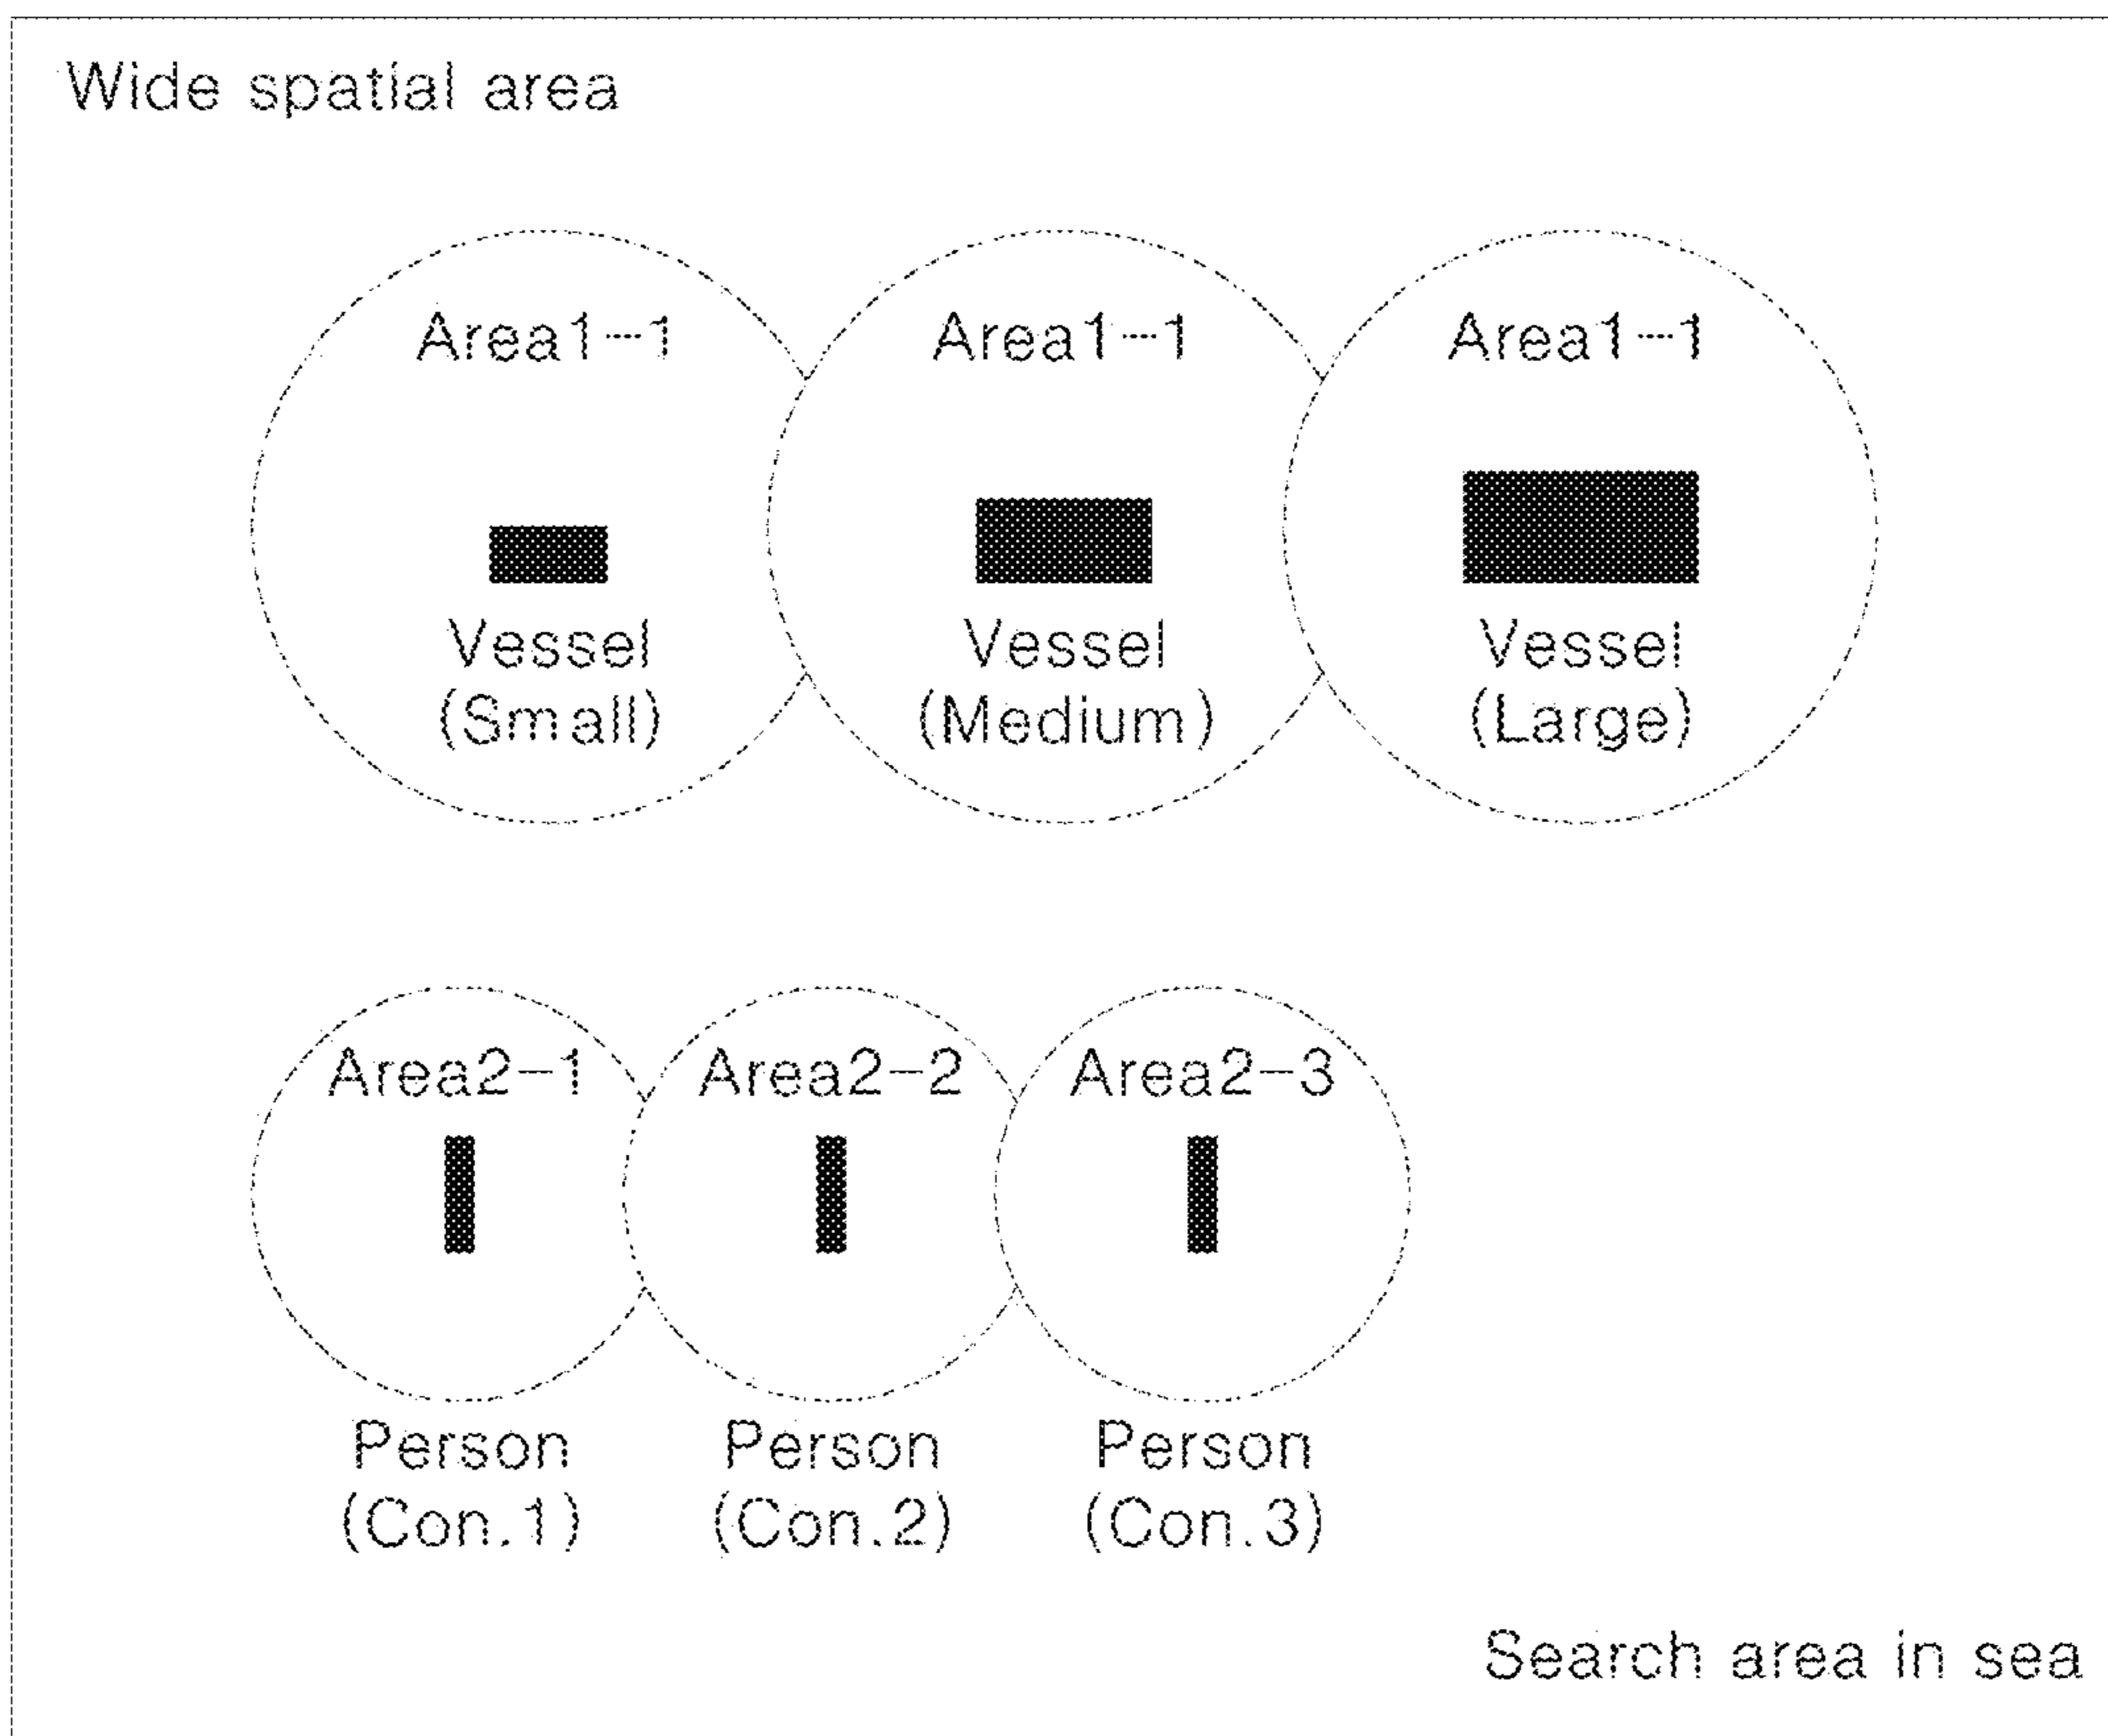 Wide spatial area
Area1-1 Area1-1 Area1-1
Vessel Vessel Vessel
(Small) (Medium) (Large)
Area2-1 Area2-2 Area2-3
Person Person Person
(Con.1) (Con.2) (Con.3)
Search area in sea